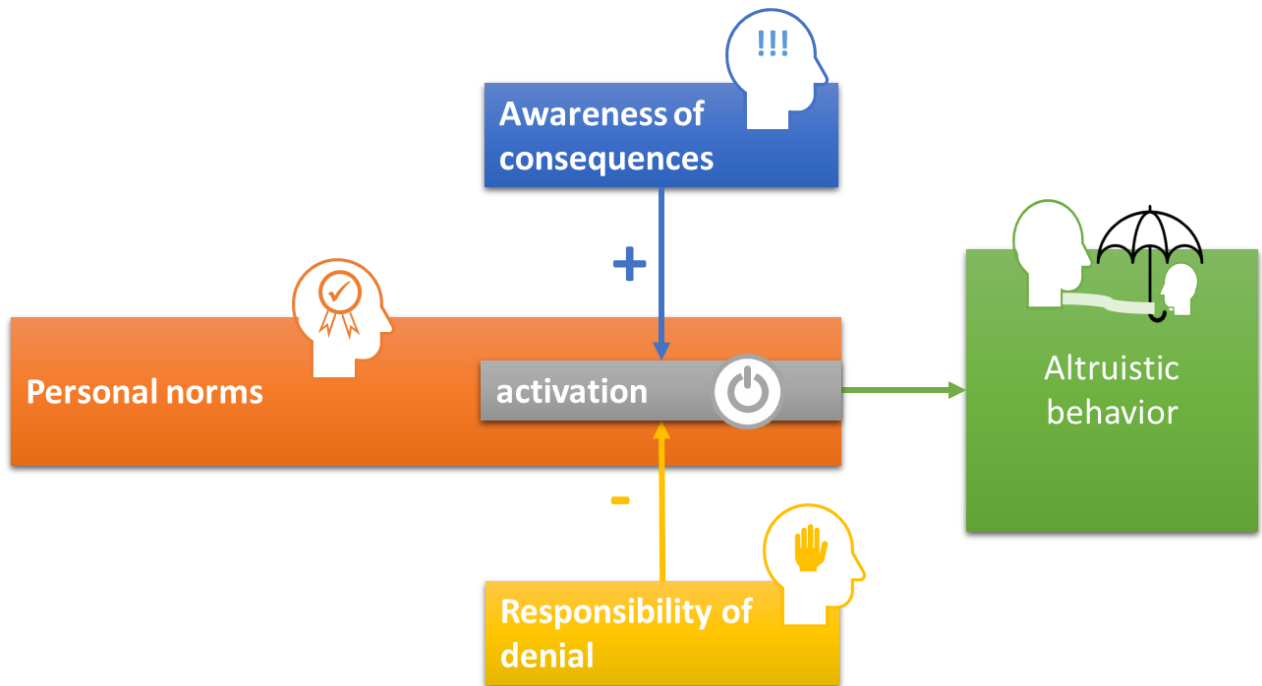 !!!
Awareness of
consequences
+
Personal norms
activation
Altruistic
behavior
-
Responsibility of
denial